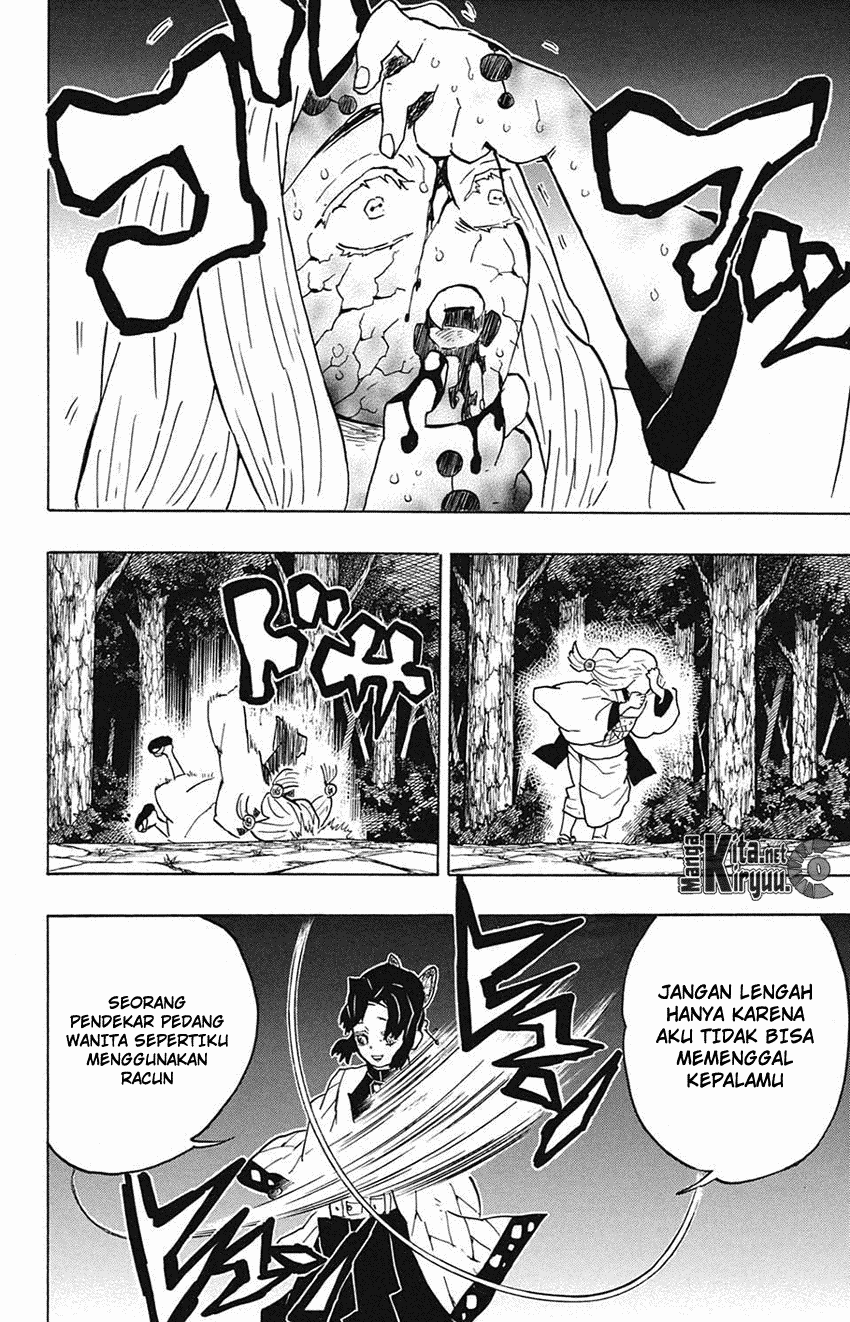 JANGAN LENGAH
HANYA KARENA
AKU TIDAK BISA
MEMENGGAL
KEPALAMU
SEORANG
PENDEKAR PEDANG
WANITA SEPERTIKU
MENGGUNAKAN
RACUN
Manga
Kita.net
Kiryuu.